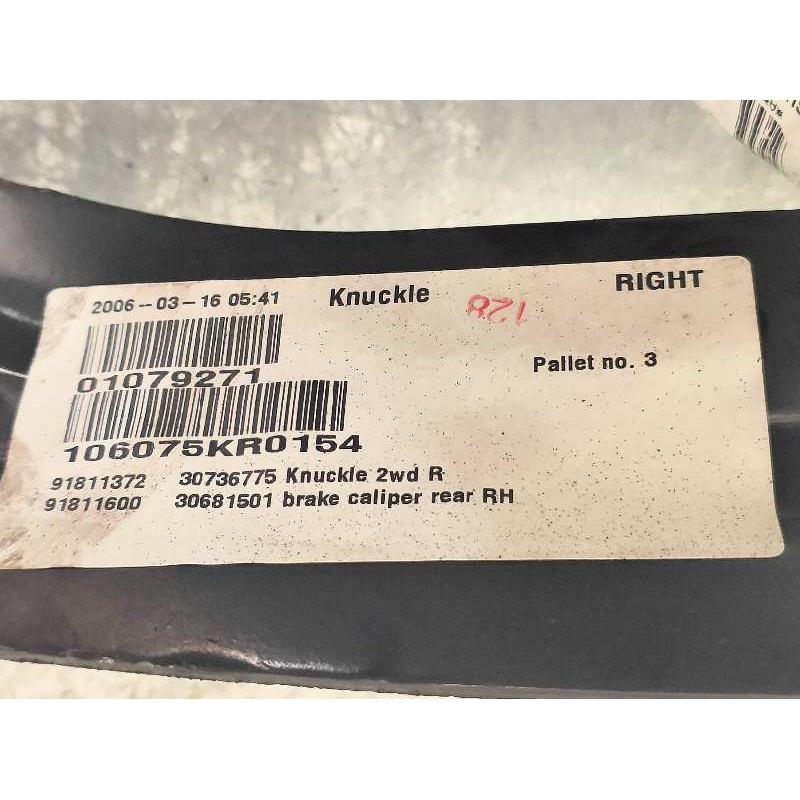 2006--03-16 05:41 Knuckle 128 RIGHT
01079271 Pallet no. 3
106075KR0154
91811372 30736775 Knuckle 2wd R
91811600 30681501 brake caliper rear RH